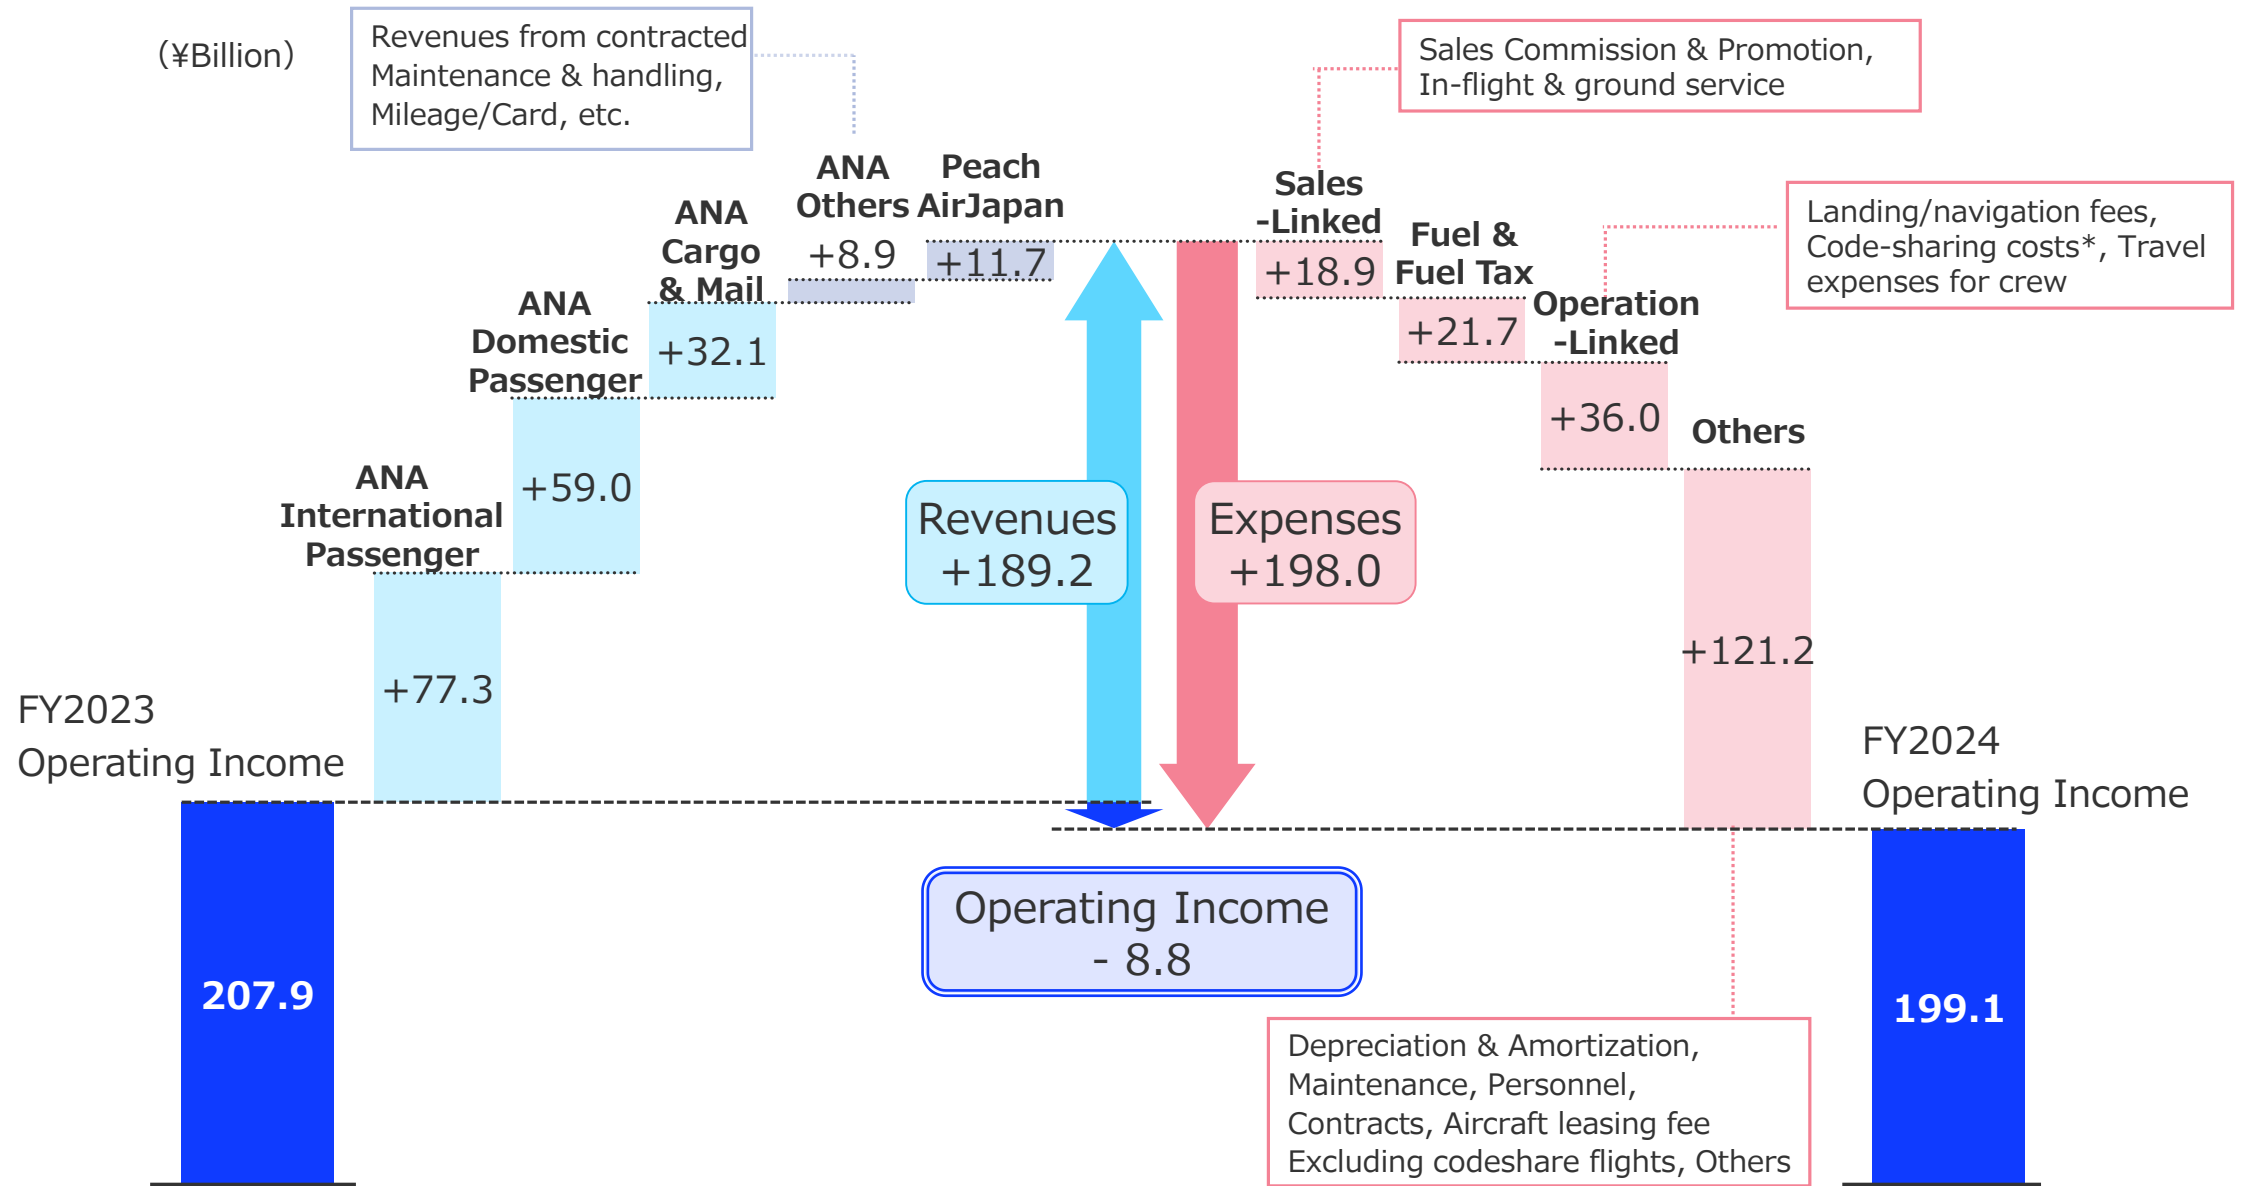 （¥Billion）
Revenues from contracted
Maintenance & handling,
Mileage/Card, etc.
Sales Commission & Promotion,
In-flight & ground service
Landing/navigation fees,
Code-sharing costs*, Travel
expenses for crew
ANA
International
Passenger
+77.3
ANA
Domestic
Passenger
+59.0
ANA
Cargo
& Mail
+32.1
ANA
Others
+8.9
Peach
AirJapan
+11.7
Revenues
+189.2
Expenses
+198.0
Sales
-Linked
+18.9
Fuel &
Fuel Tax
+21.7
Operation
-Linked
+36.0
Others
+121.2
FY2023
Operating Income
207.9
Operating Income
- 8.8
FY2024
Operating Income
199.1
Depreciation & Amortization,
Maintenance, Personnel,
Contracts, Aircraft leasing fee
Excluding codeshare flights, Others